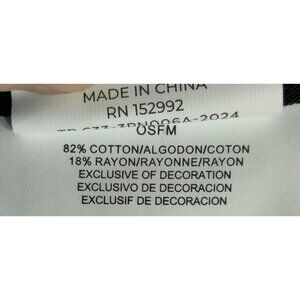 MADE IN CHINA
RN 152992
OSFM
82% COTTON/ALGODON/COTON
18% RAYON/RAYONNE/RAYON
EXCLUSIVE OF DECORATION
EXCLUSIVO DE DECORACION
EXCLUSIF DE DECORATION